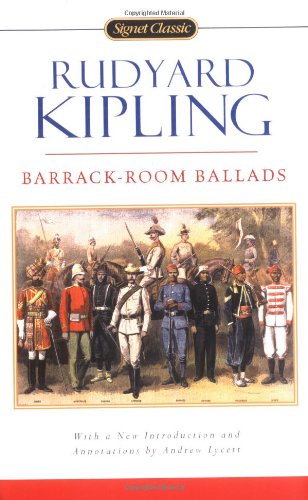 Signet Classic
RUDYARD
KIPLING
BARRACK-ROOM BALLADS
With a New Introduction and
Annotations by Andrew Lycett